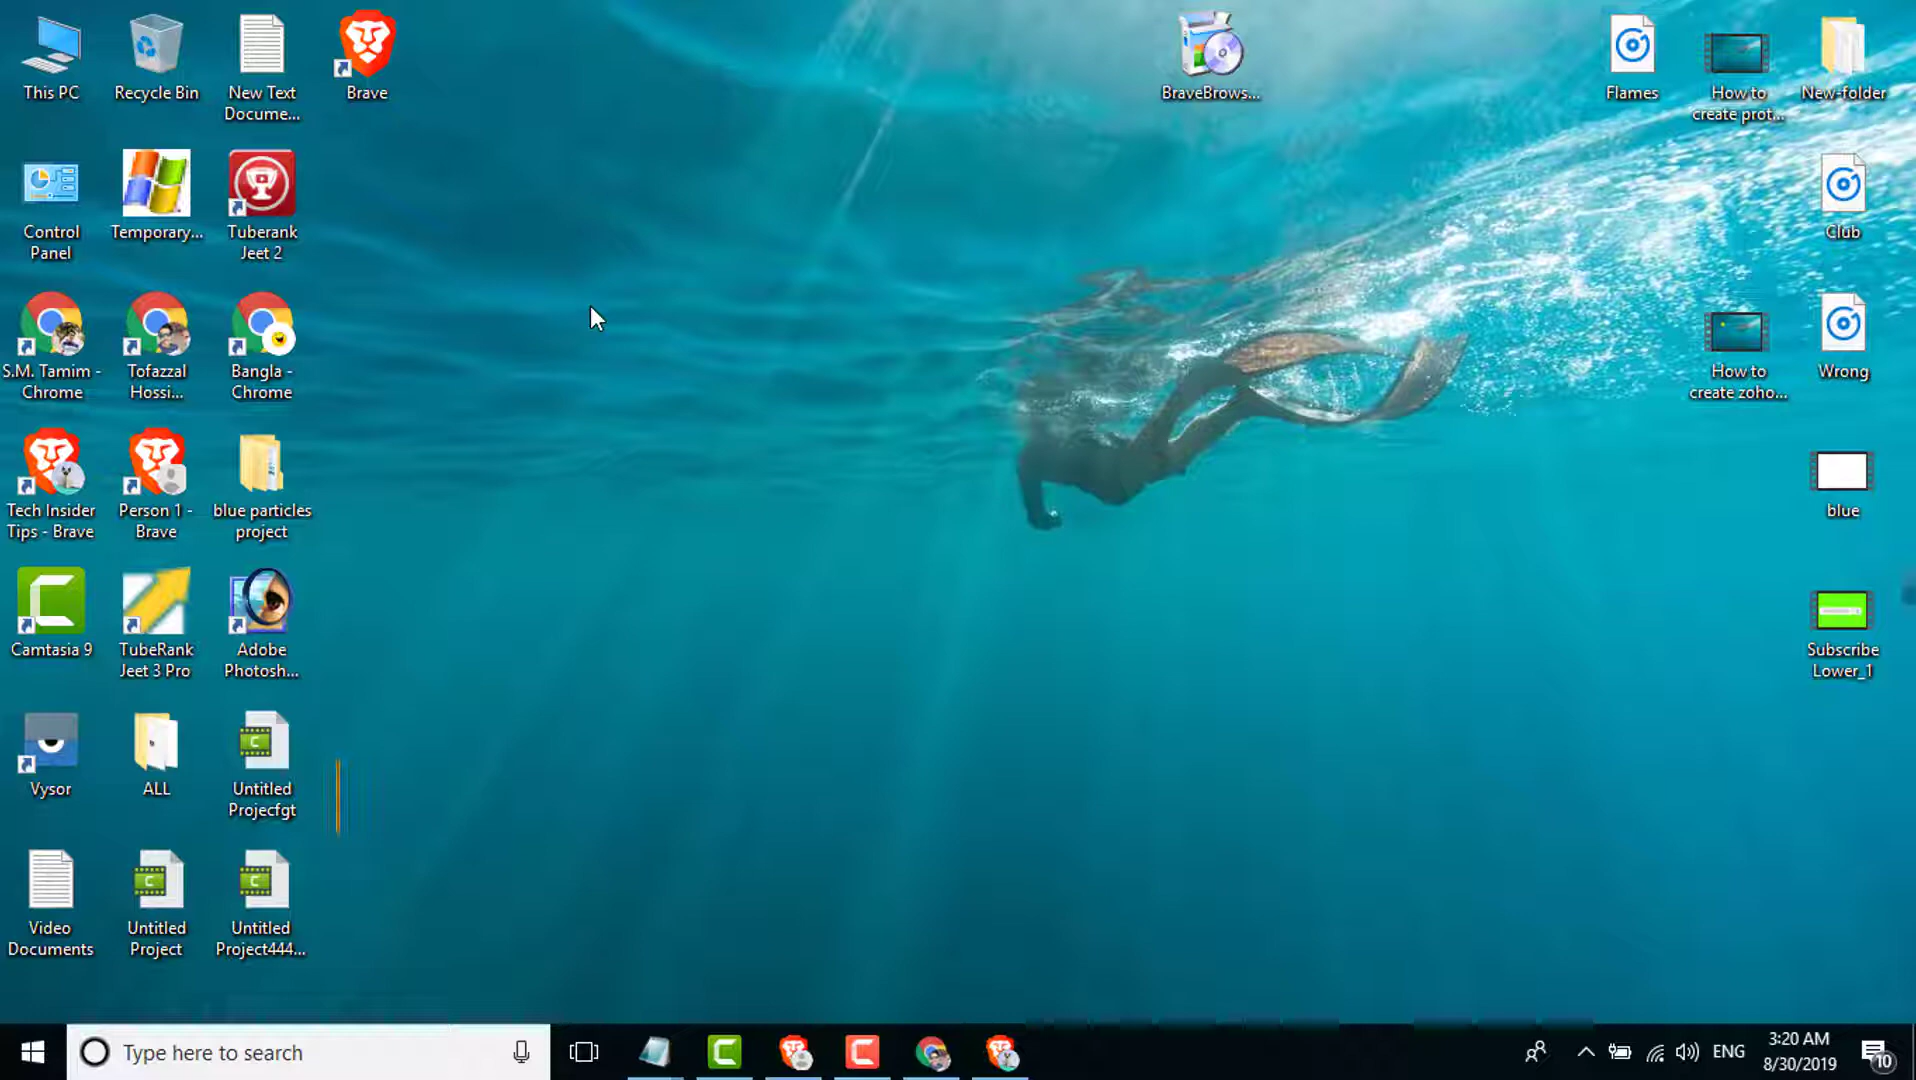 This PC
Recycle Bin
New Text
Docume...
Brave
BraveBrows...
Flames
How to
create prot...
New-folder
Control
Panel
Temporary...
Tuberank
Jeet 2
Club
S.M. Tamim -
Chrome
Tofazzal
Hossi...
Bangla -
Chrome
How to
create zoho...
Wrong
Tech Insider
Tips - Brave
Person 1 -
Brave
blue particles
project
blue
Camtasia 9
TubeRank
Jeet 3 Pro
Adobe
Photosh...
Subscribe
Lower_1
Vysor
ALL
Untitled
Projecfgt
Video
Documents
Untitled
Project
Untitled
Project444...
Type here to search
ENG
3:20 AM
8/30/2019
10